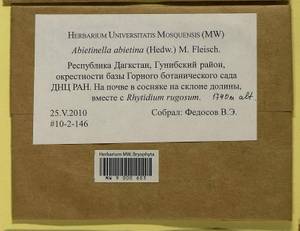 HERBARIUM UNIVERSITATIS MOSQUENSIS (MW)
Abietinella abietina (Hedw.) M. Fleisch.
Республика Дагкстан, Гунибский район,
окрестности базы Горного ботанического сада
ДНЦ РАН. На почве в сосняке на склоне долины,
вместе с Rhytidium rugosum. 1740 m alt.
25.V.2010
Собрал: Федосов В.Э.
#10-2-146
Herbarium MW, Bryophyta